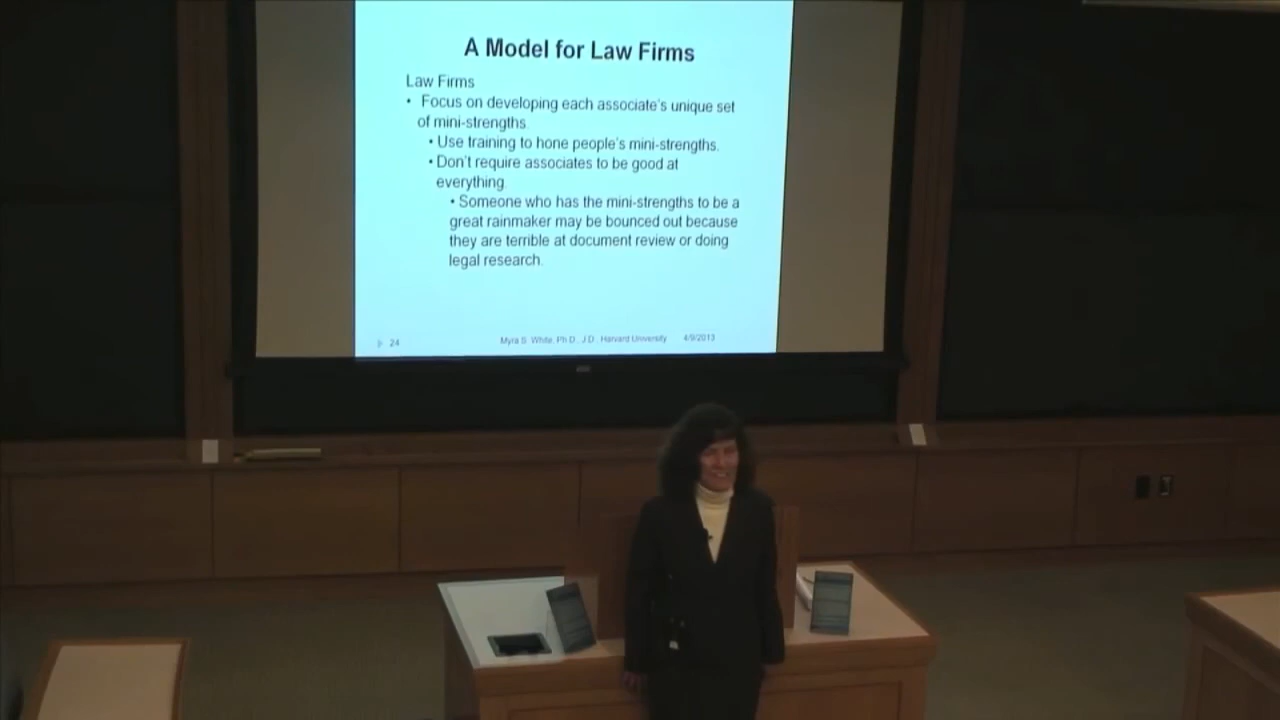 A Model for Law Firms
Law Firms
• Focus on developing each associate's unique set
of mini-strengths
• Use training to hone people's mini-strengths.
• Don't require associates to be good at
everything
• Someone who has the mini-strengths to be a
great rainmaker may be bounced out because
they are terrible at document review or doing
legal research.
24 Myra S. White, Ph.D., J.D., Harvard University 4/9/2013